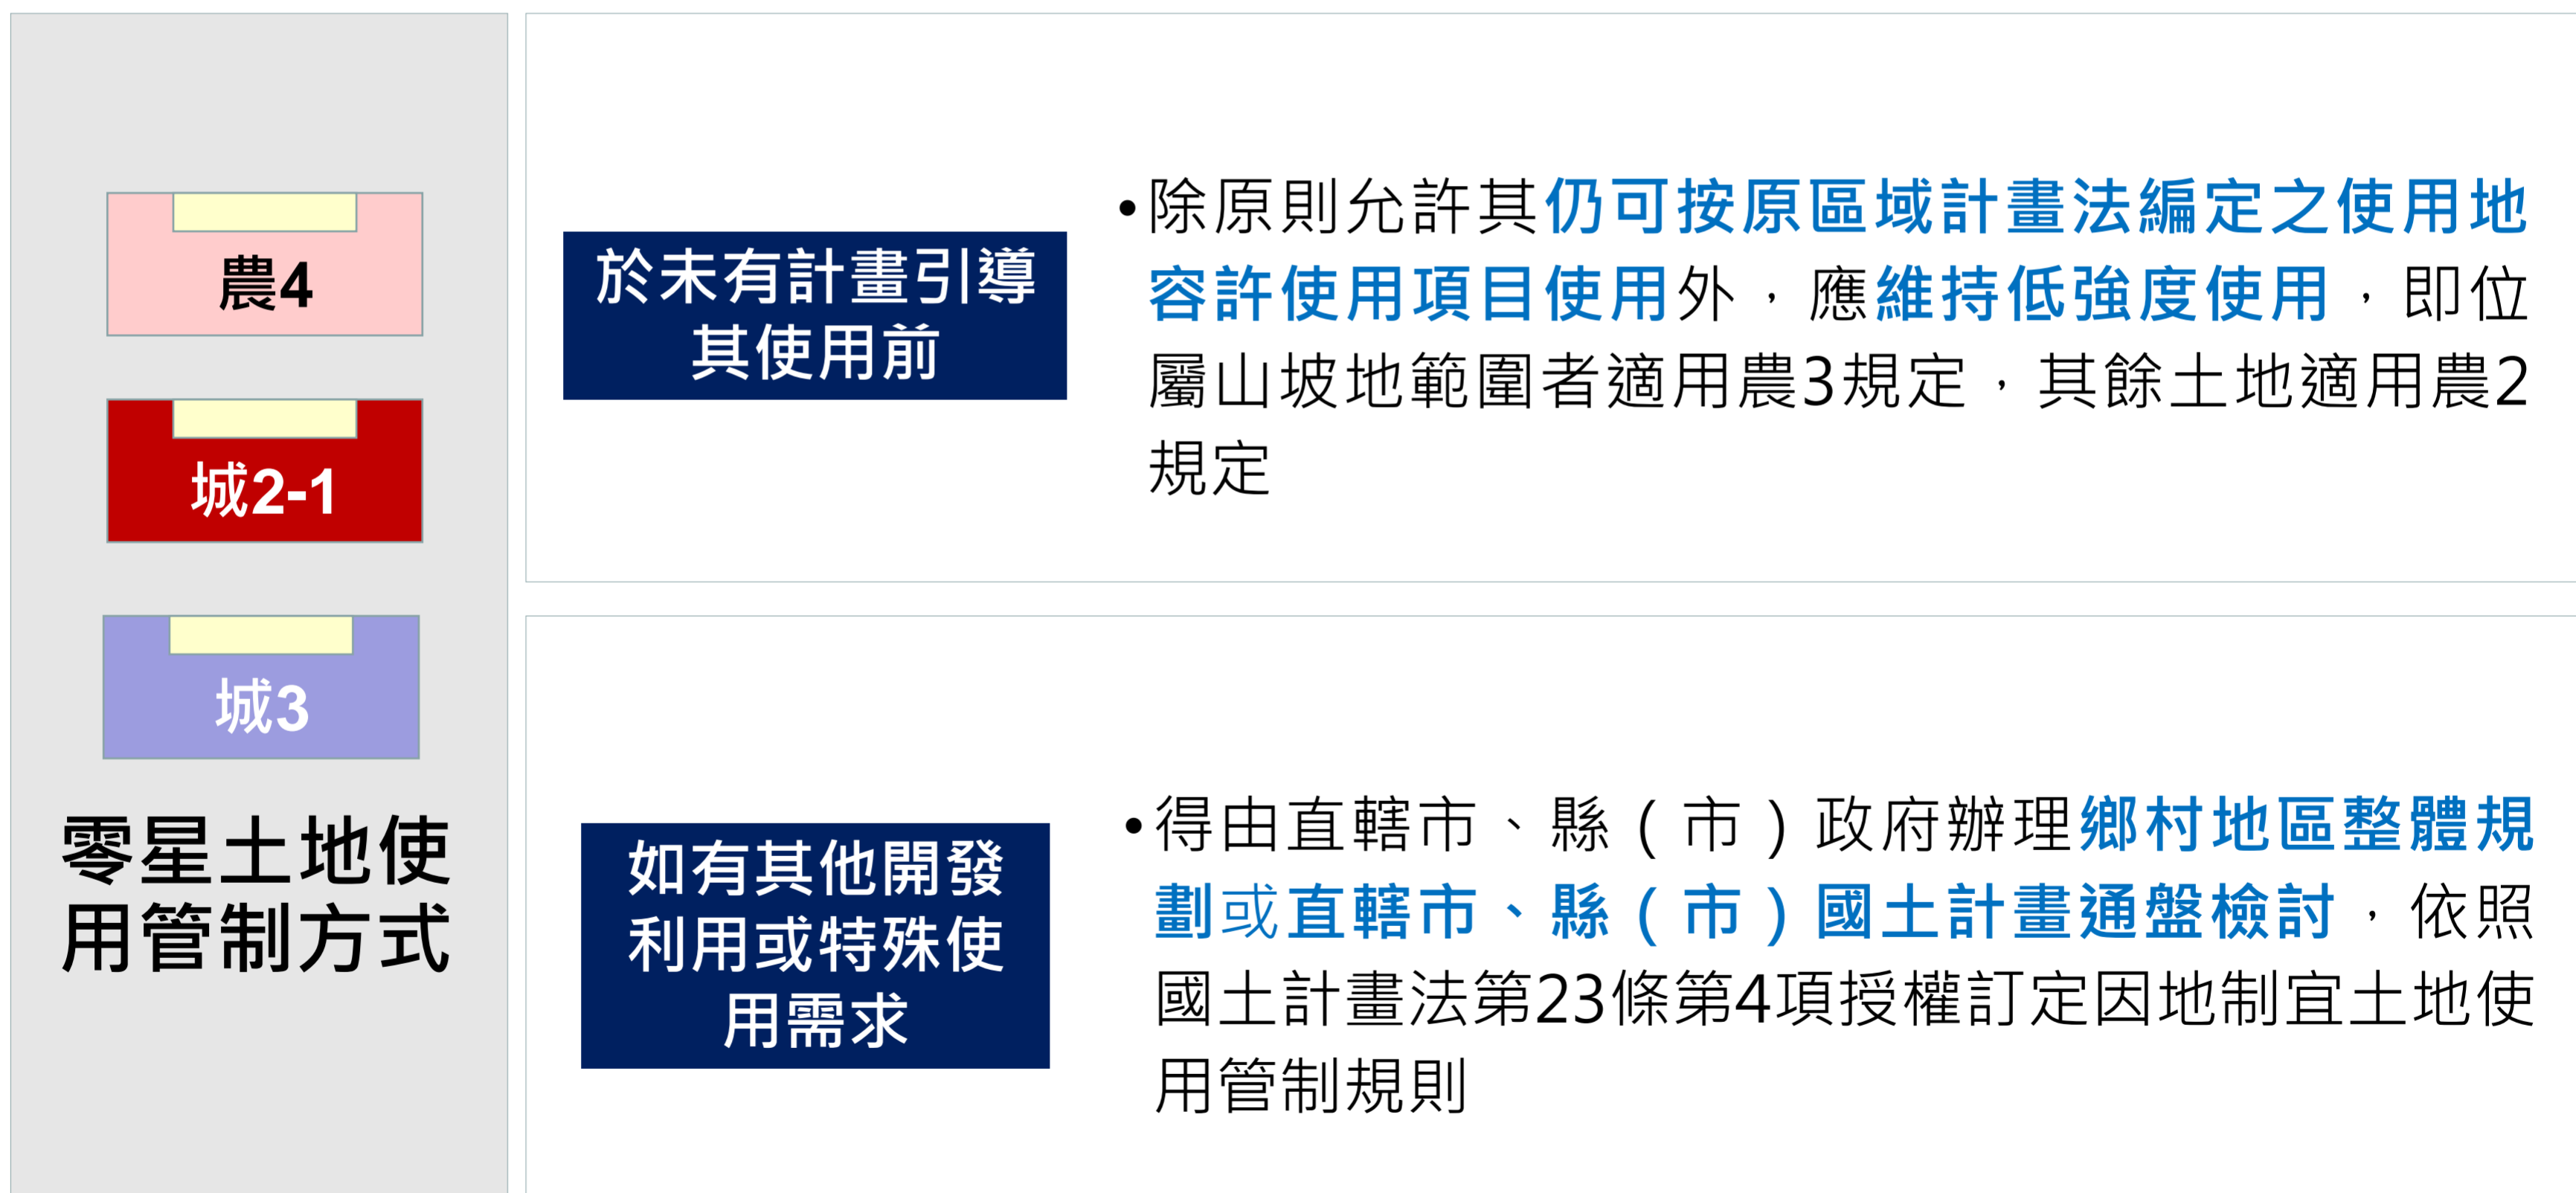 農4
城2-1
城3
零星土地使
用管制方式
於未有計畫引導
其使用前
•除原則允許其仍可按原區域計畫法編定之使用地
容許使用項目使用外，應維持低強度使用，即位
屬山坡地範圍者適用農3規定，其餘土地適用農2
規定
如有其他開發
利用或特殊使
用需求
•得由直轄市、縣（市）政府辦理鄉村地區整體規
劃或直轄市、縣（市）國土計畫通盤檢討，依照
國土計畫法第23條第4項授權訂定因地制宜土地使
用管制規則